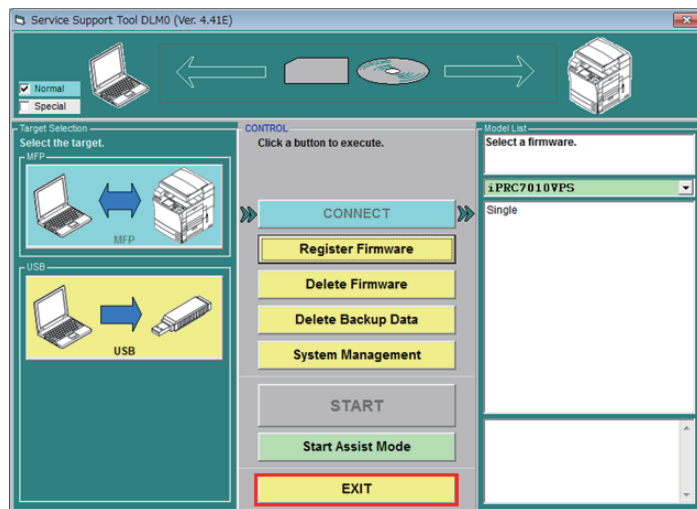 Service Support Tool DLM0 (Ver. 4.41E)
Normal
Special
Target Selection
Select the target.
MFP
MFP
USB
USB
CONTROL
Click a button to execute.
CONNECT
Register Firmware
Delete Firmware
Delete Backup Data
System Management
START
Start Assist Mode
EXIT
Model List
Select a firmware.
iPRC7010VPS
Single